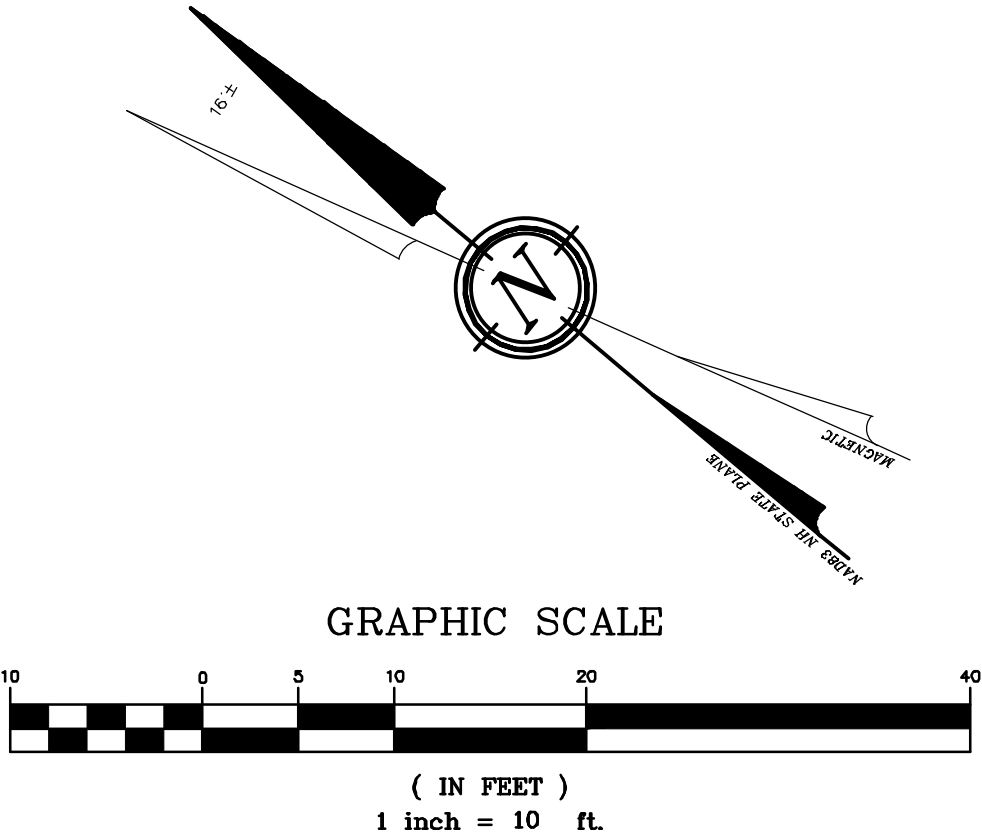 16°±
N
MAGNETIC
NAD83 NH STATE PLANE
GRAPHIC SCALE
10 0 5 10 20 40
( IN FEET )
1 inch = 10 ft.